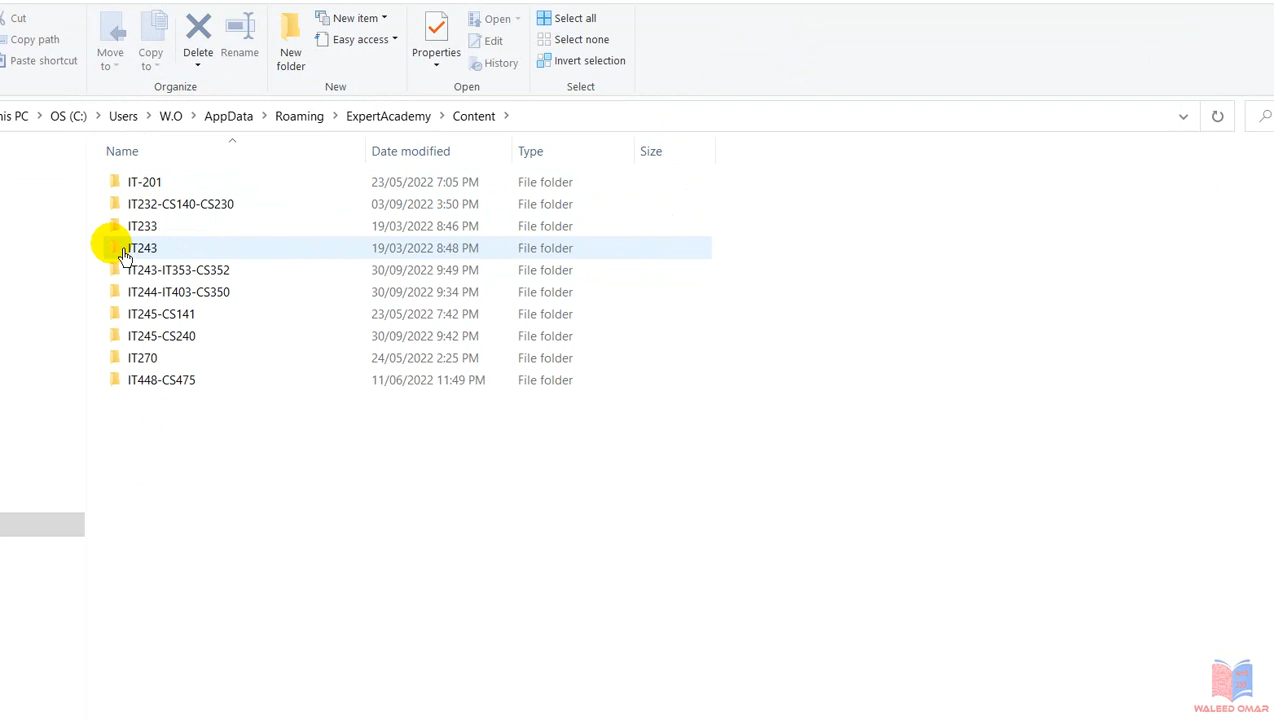 Cut
Copy path
Paste shortcut
Move to
Copy to
Delete
Rename
Organize
New folder
New item
Easy access
New
Properties
Open
Edit
History
Open
Select all
Select none
Invert selection
Select
his PC > OS (C:) > Users > W.O > AppData > Roaming > ExpertAcademy > Content >
Name Date modified Type Size
IT-201 23/05/2022 7:05 PM File folder
IT232-CS140-CS230 03/09/2022 3:50 PM File folder
IT233 19/03/2022 8:46 PM File folder
IT243 19/03/2022 8:48 PM File folder
IT243-IT353-CS352 30/09/2022 9:49 PM File folder
IT244-IT403-CS350 30/09/2022 9:34 PM File folder
IT245-CS141 23/05/2022 7:42 PM File folder
IT245-CS240 30/09/2022 9:42 PM File folder
IT270 24/05/2022 2:25 PM File folder
IT448-CS475 11/06/2022 11:49 PM File folder
WALEED OMAR